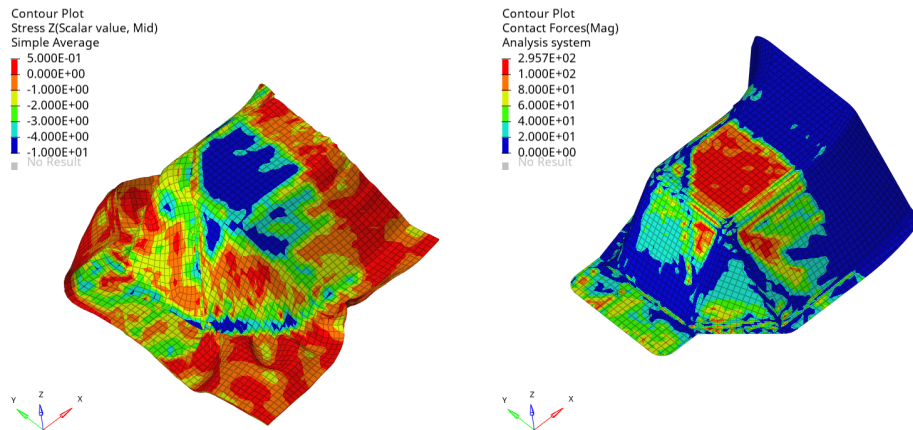 Contour Plot
Stress Z(Scalar value, Mid)
Simple Average
5.000E-01
0.000E+00
-1.000E+00
-2.000E+00
-3.000E+00
-4.000E+00
-1.000E+01
No Result
Y
Z
X
Contour Plot
Contact Forces(Mag)
Analysis system
2.957E+02
1.000E+02
8.000E+01
6.000E+01
4.000E+01
2.000E+01
0.000E+00
No Result
Y
Z
X